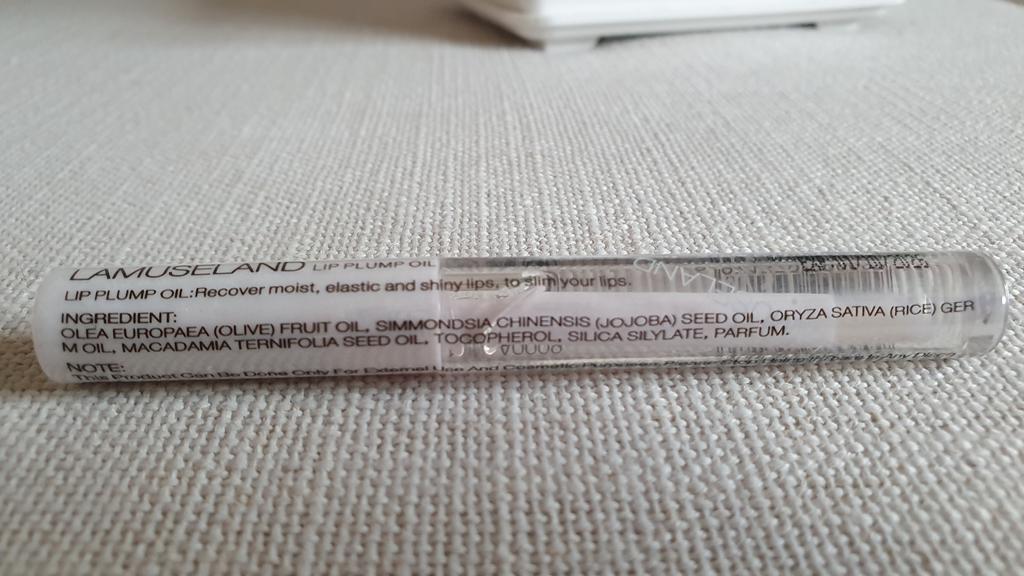 LAMUSELAND LIP PLUMP OIL
LIP PLUMP OIL:Recover moist, elastic and shiny lips, to slim your lips.
INGREDIENT:
OLEA EUROPAEA (OLIVE) FRUIT OIL, SIMMONDSIA CHINENSIS (JOJOBA) SEED OIL, ORYZA SATIVA (RICE) GER
M OIL, MACADAMIA TERNIFOLIA SEED OIL, TOCOPHEROL, SILICA SILYLATE, PARFUM.
NOTE:
This Product Can Be Done Only For External Use And Cosmetic